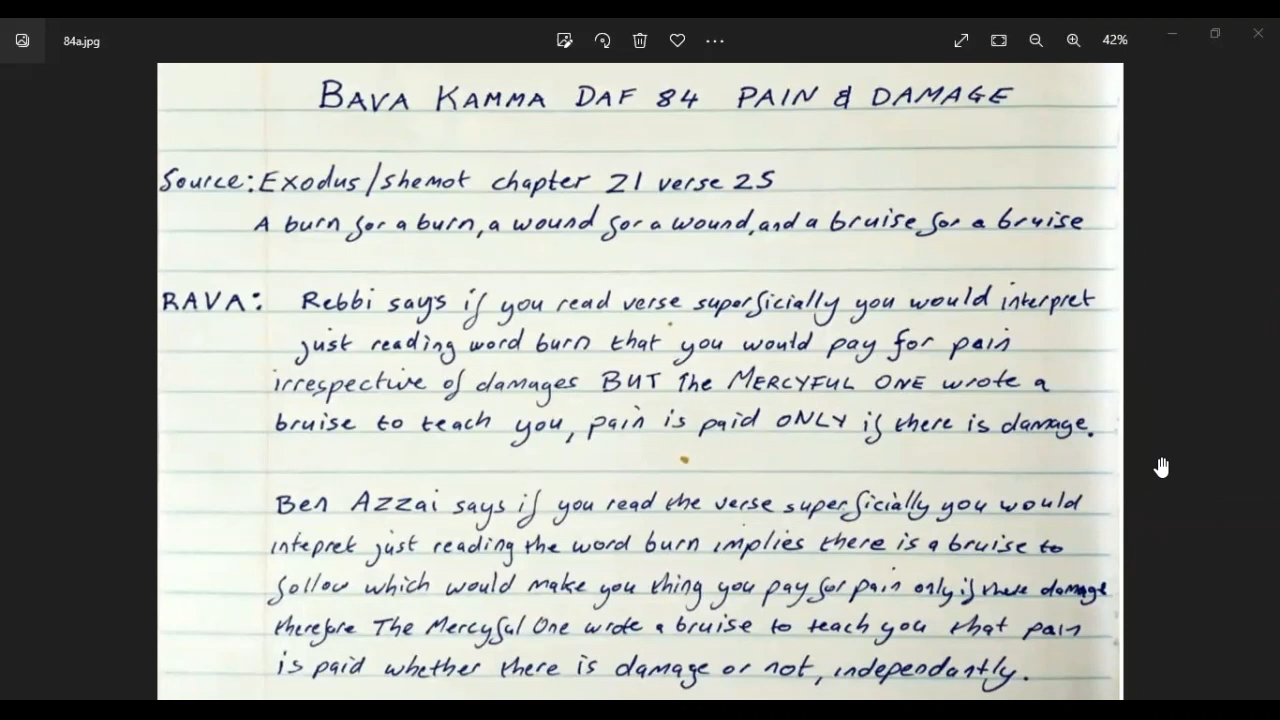 84a.jpg
42%
BAVA KAMMA DAF 84 PAIN & DAMAGE
Source: Exodus/Shemot chapter 21 verse 25
A burn for a burn, a wound for a wound, and a bruise for a bruise
RAVA: Rebbi says if you read verse superficially you would interpret
just reading word burn that you would pay for pain
irrespective of damages BUT The MERCYFUL ONE wrote a
bruise to teach you, pain is paid ONLY if there is damage.
Ben Azzai says if you read the verse superficially you would
intepret just reading the word burn implies there is a bruise to
follow which would make you thing you pay for pain only if there damage
therefore The Mercyful One wrote a bruise to teach you that pain
is paid whether there is damage or not, independantly.